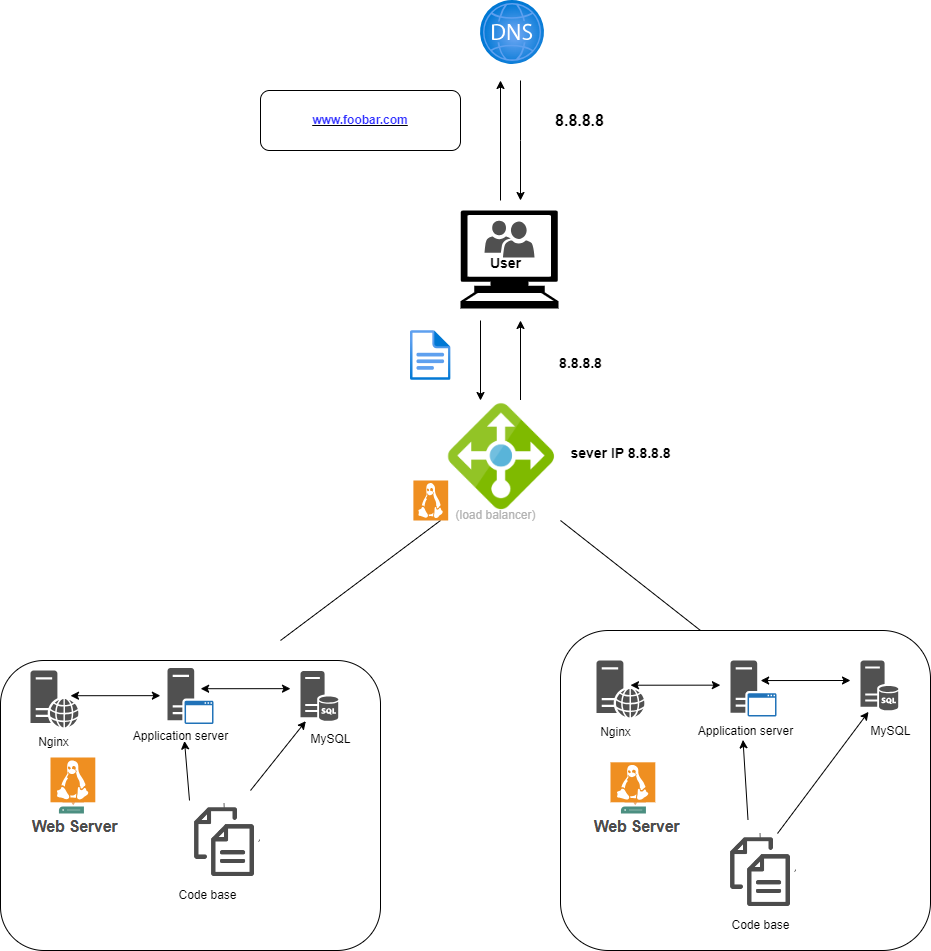 DNS
www.foobar.com
8.8.8.8
User
8.8.8.8
sever IP 8.8.8.8
(load balancer)
SQL
Nginx
Application server
MySQL
Web Server
Code base
SQL
Nginx
Application server
MySQL
Web Server
Code base